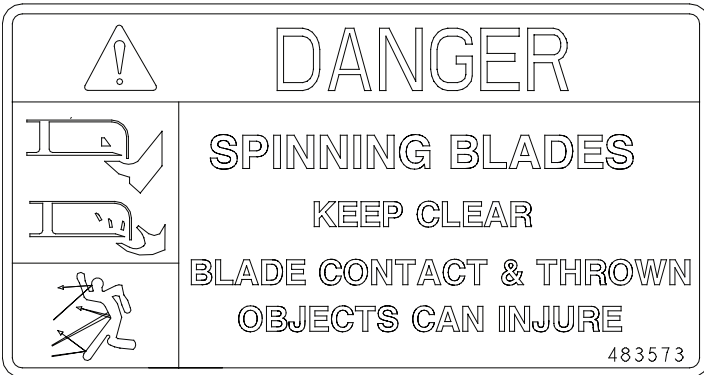 DANGER
SPINNING BLADES
KEEP CLEAR
BLADE CONTACT & THROWN
OBJECTS CAN INJURE
483573